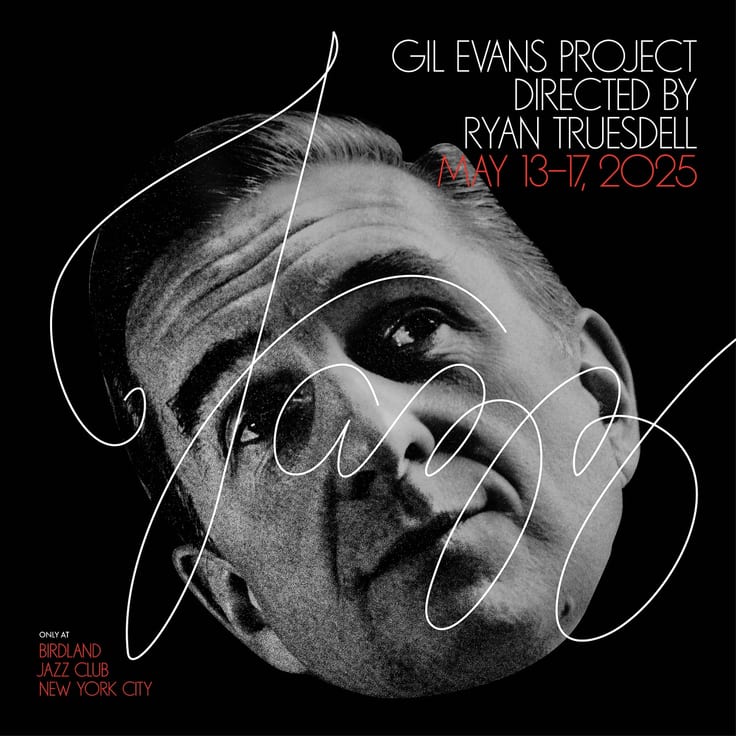 GIL EVANS PROJECT
DIRECTED BY
RYAN TRUESDELL
MAY 13–17, 2025
Jazz
ONLY AT
BIRDLAND
JAZZ CLUB
NEW YORK CITY